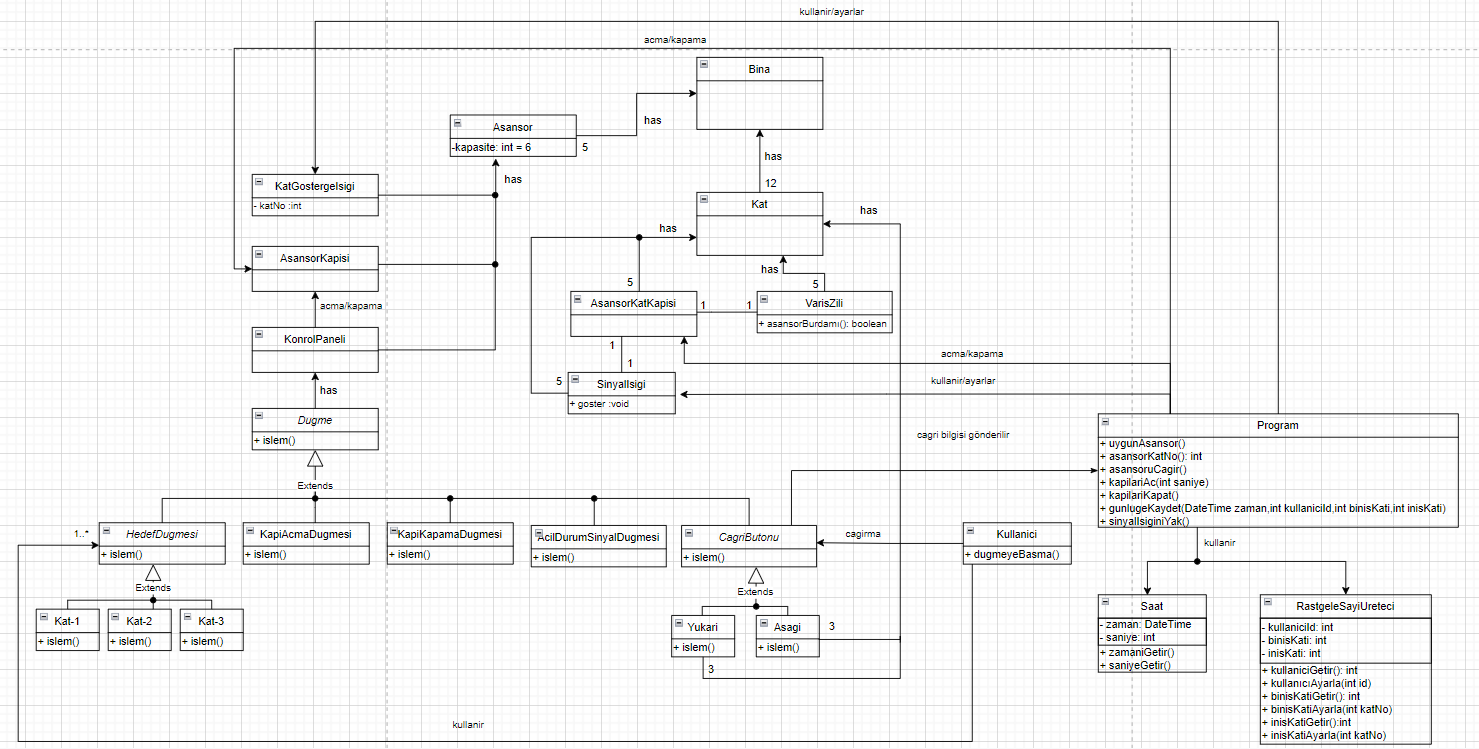 kullanir/ayarlar
acma/kapama
Bina
has
Asansor
-kapasite: int = 6
5
has
12
has
KatGostergeIsigi
- katNo :int
Kat
has
has
has
AsansorKapisi
acma/kapama
5
5
AsansorKatKapisi
1
1
VarisZili
+ asansorBurdamı(): boolean
KonrolPaneli
1
1
acma/kapama
has
5
SinyalIsigi
+ goster :void
kullanir/ayarlar
Dugme
+ islem()
cagri bilgisi gönderilir
Program
+ uygunAsansor()
+ asansorKatNo(): int
+ asansoruCagir()
+ kapilariAc(int saniye)
+ kapilariKapat()
+ gunlugeKaydet(DateTime zaman,int kullaniciId,int binisKati,int inisKati)
+ sinyalIsiginiYak()
Extends
1..*
HedefDugmesi
+ islem()
KapiAcmaDugmesi
+ islem()
KapiKapamaDugmesi
+ islem()
AcilDurumSinyalDugmesi
+ islem()
CagriButonu
+ islem()
cagirma
Kullanici
+ dugmeyeBasma()
kullanir
Extends
Extends
Kat-1
+ islem()
Kat-2
+ islem()
Kat-3
+ islem()
Yukari
+ islem()
Asagi
+ islem()
3
3
Saat
- zaman: DateTime
- saniye: int
+ zamaniGetir()
+ saniyeGetir()
RastgeleSayiUreteci
- kullaniciId: int
- binisKati: int
- inisKati: int
+ kullaniciGetir(): int
+ kullanıcıAyarla(int id)
+ binisKatiGetir(): int
+ binisKatiAyarla(int katNo)
+ inisKatiGetir():int
+ inisKatiAyarla(int katNo)
kullanir